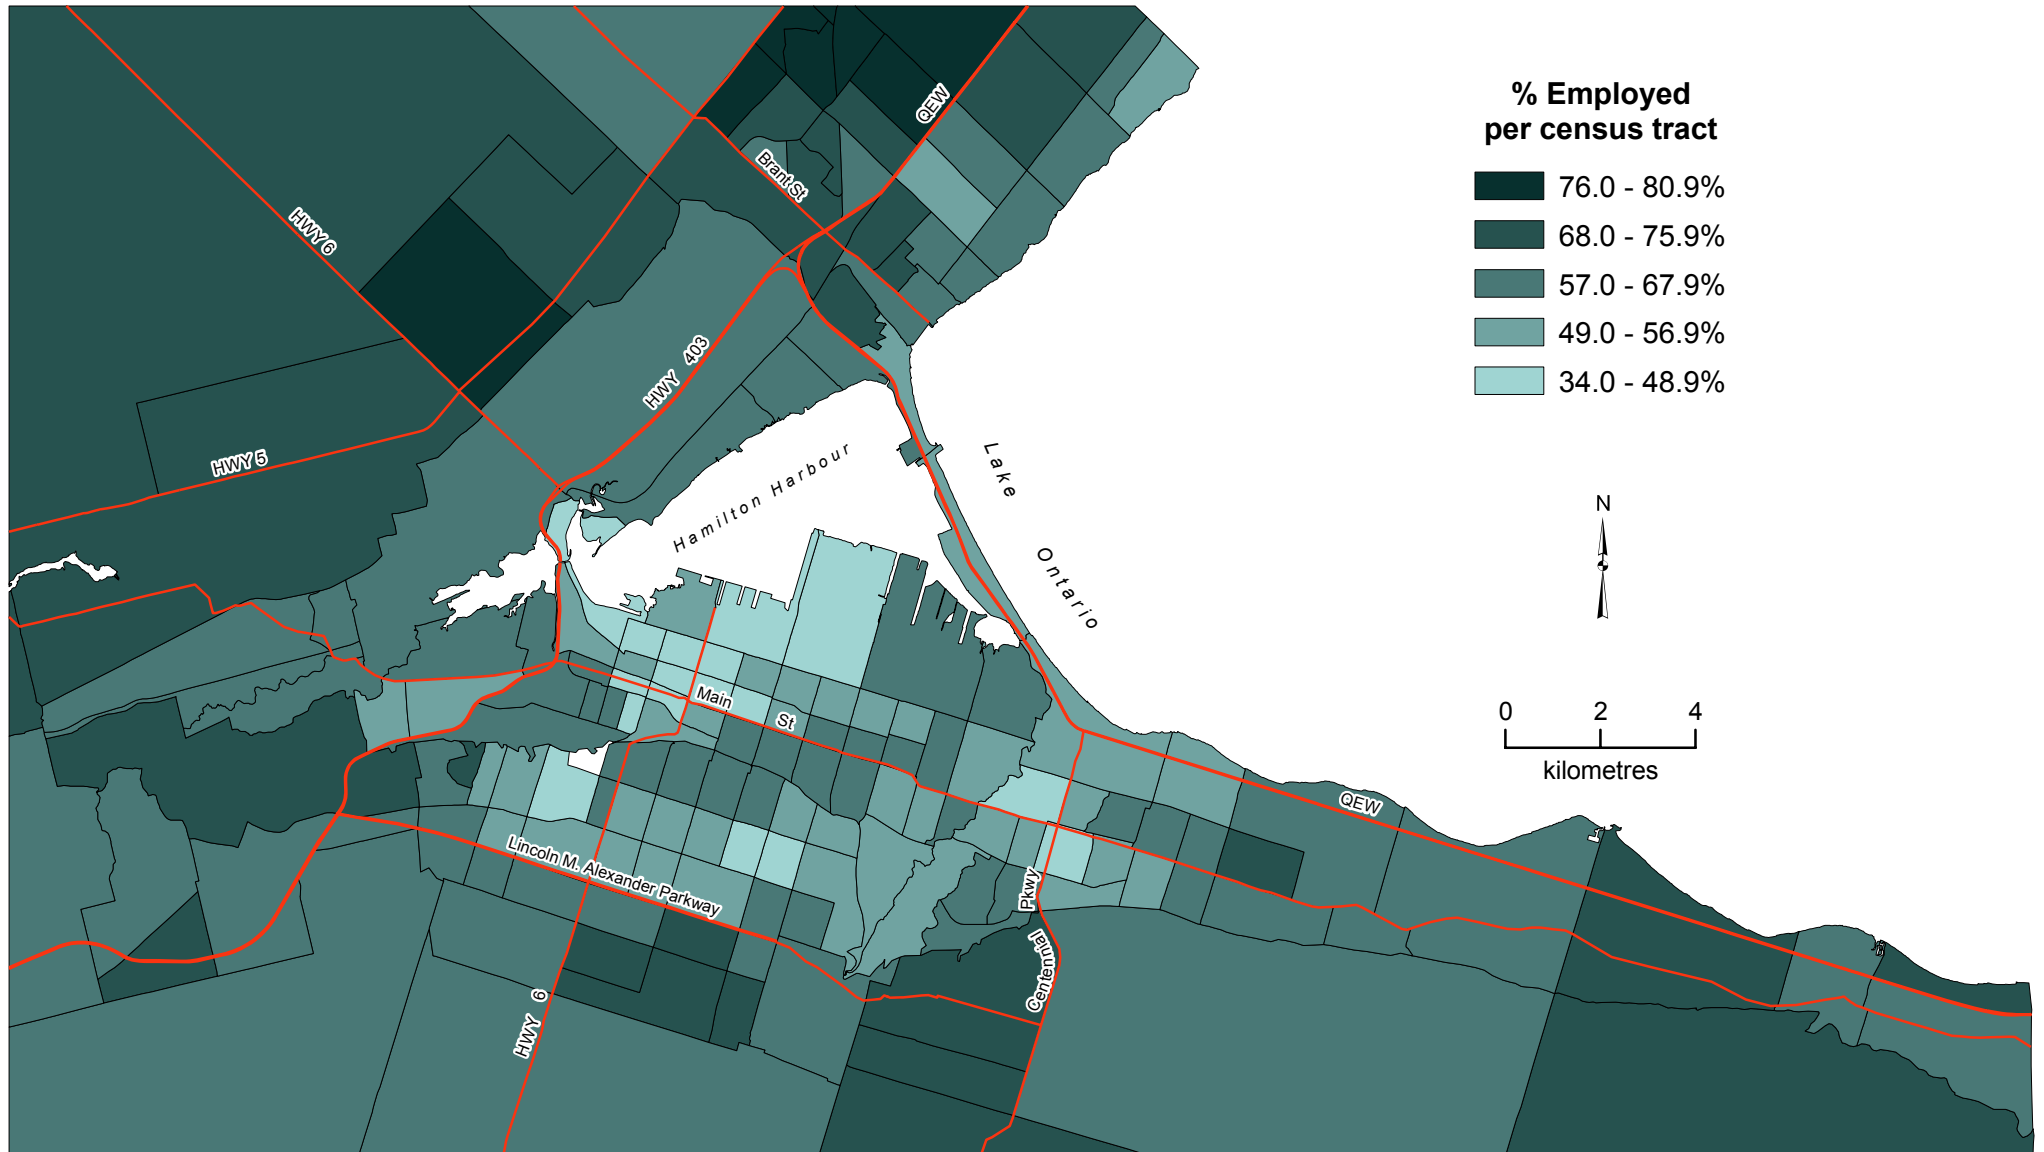 % Employed
per census tract
76.0 - 80.9%
68.0 - 75.9%
57.0 - 67.9%
49.0 - 56.9%
34.0 - 48.9%
QEW
Brant St
HWY 6
HWY 403
HWY 5
Hamilton Harbour
Lake Ontario
N
0 2 4
kilometres
Main St
QEW
Lincoln M. Alexander Parkway
Centennial Pkwy
HWY 6